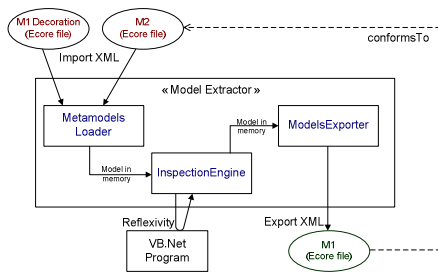 M1 Decoration
(Ecore file)
M2
(Ecore file)
conformsTo
Import XML
« Model Extractor »
Metamodels
Loader
ModelsExporter
Model in
memory
Model in
memory
InspectionEngine
Reflexivity
Export XML
VB.Net
Program
M1
(Ecore file)